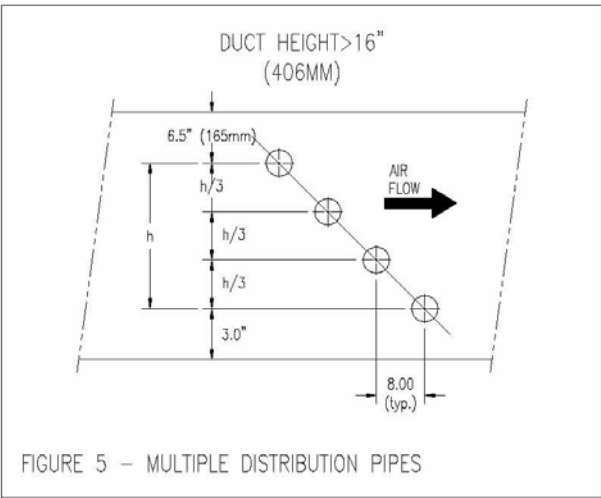 DUCT HEIGHT>16"
(406MM)
6.5" (165mm)
h/3
AIR
FLOW
h
h/3
h/3
3.0"
8.00
(typ.)
FIGURE 5 – MULTIPLE DISTRIBUTION PIPES